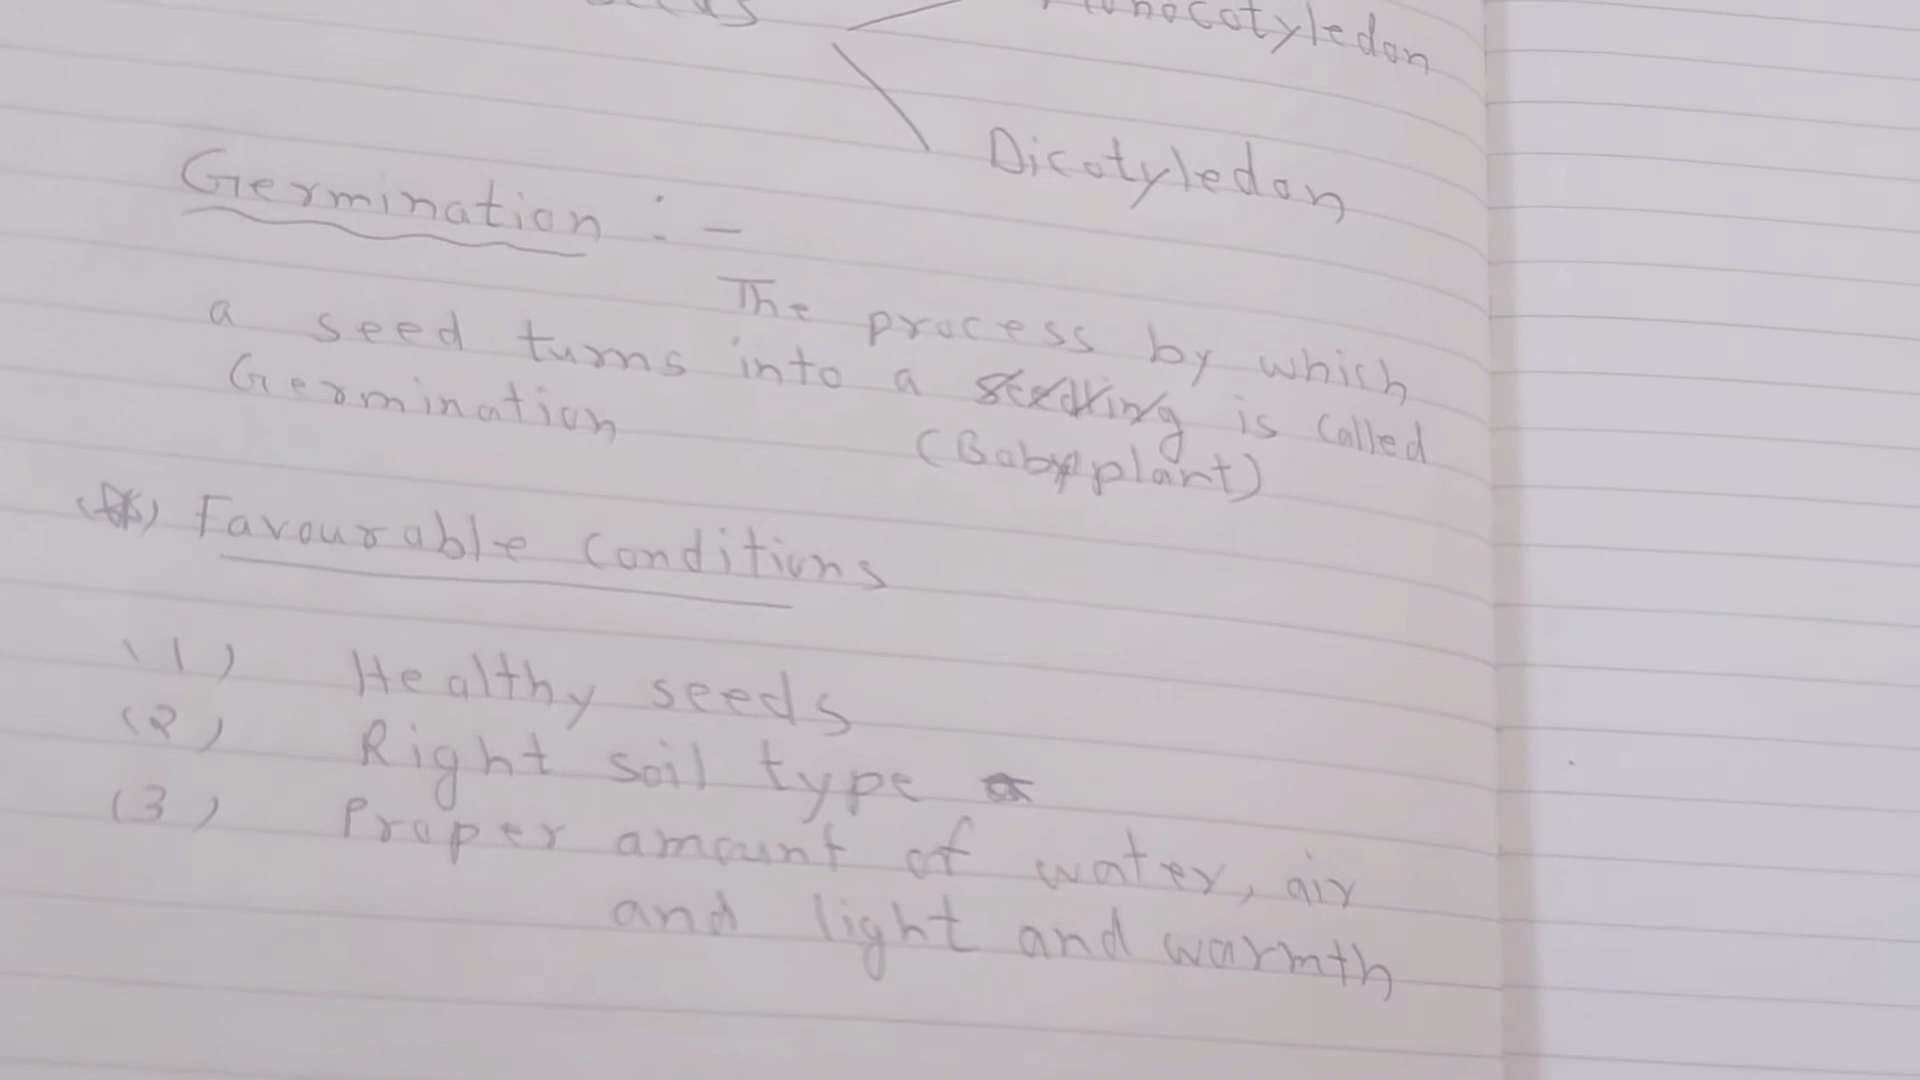 Monocotyledon
Dicotyledon
Germination : -
The process by which
a seed turns into a seedling is called
Germination (Baby plant)
Favourable Conditions
(1) Healthy seeds
(2) Right soil type
(3) Proper amount of water, air
and light and warmth